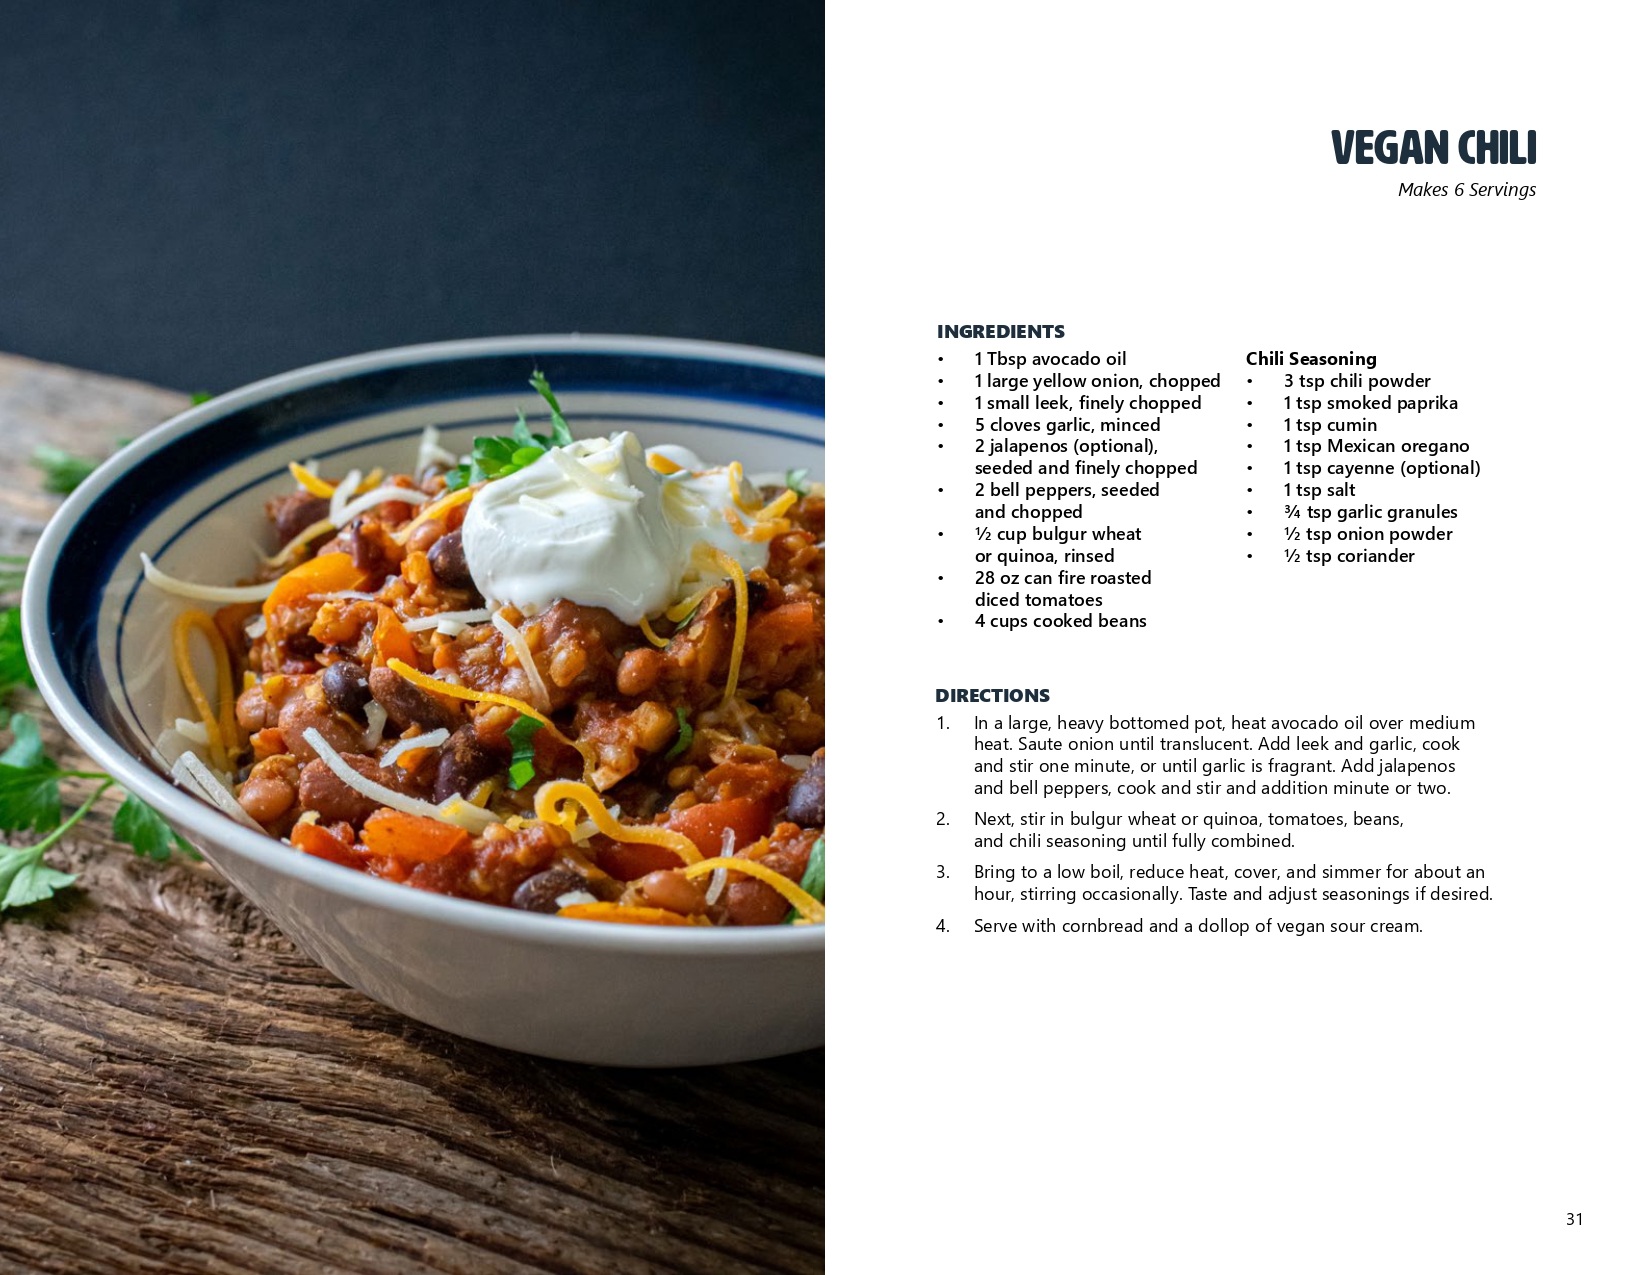 VEGAN CHILI
Makes 6 Servings
INGREDIENTS
• 1 Tbsp avocado oil
• 1 large yellow onion, chopped
• 1 small leek, finely chopped
• 5 cloves garlic, minced
• 2 jalapenos (optional),
seeded and finely chopped
• 2 bell peppers, seeded
and chopped
• ½ cup bulgur wheat
or quinoa, rinsed
• 28 oz can fire roasted
diced tomatoes
• 4 cups cooked beans
Chili Seasoning
• 3 tsp chili powder
• 1 tsp smoked paprika
• 1 tsp cumin
• 1 tsp Mexican oregano
• 1 tsp cayenne (optional)
• 1 tsp salt
• ¾ tsp garlic granules
• ½ tsp onion powder
• ½ tsp coriander
DIRECTIONS
1. In a large, heavy bottomed pot, heat avocado oil over medium
heat. Saute onion until translucent. Add leek and garlic, cook
and stir one minute, or until garlic is fragrant. Add jalapenos
and bell peppers, cook and stir and addition minute or two.
2. Next, stir in bulgur wheat or quinoa, tomatoes, beans,
and chili seasoning until fully combined.
3. Bring to a low boil, reduce heat, cover, and simmer for about an
hour, stirring occasionally. Taste and adjust seasonings if desired.
4. Serve with cornbread and a dollop of vegan sour cream.
31